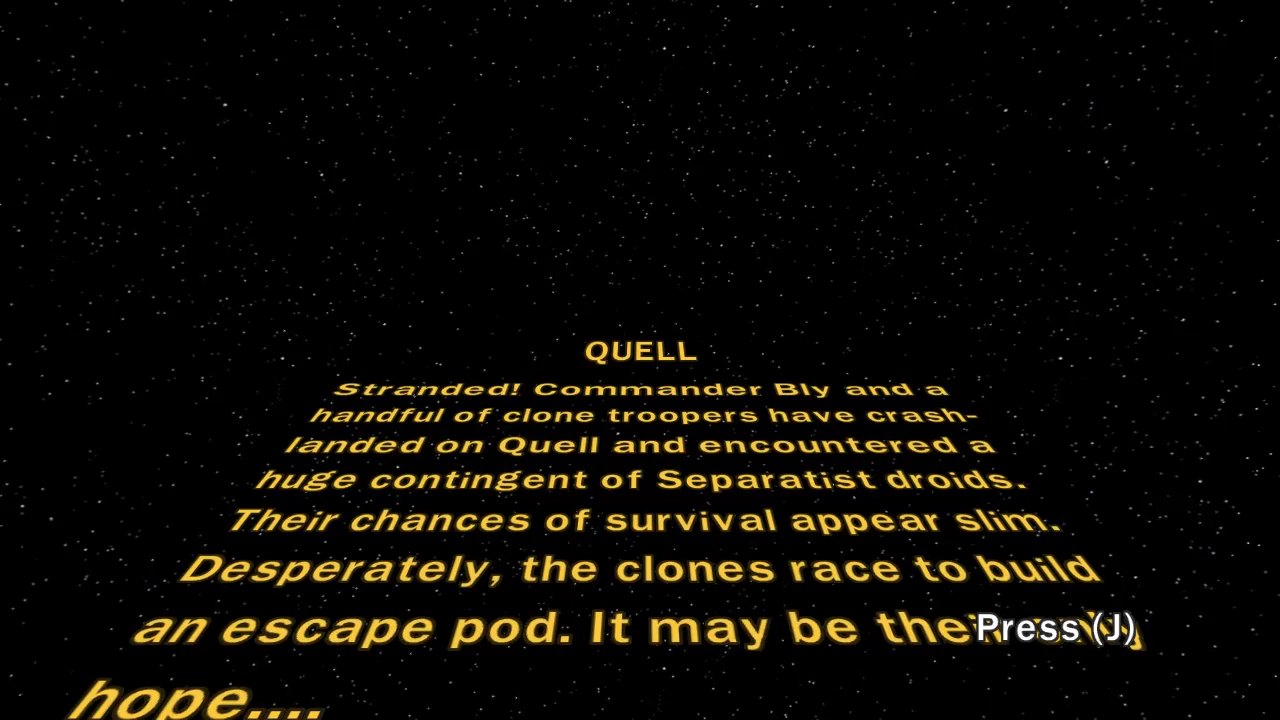 QUELL
Stranded! Commander Bly and a
handful of clone troopers have crash-
landed on Quell and encountered a
huge contingent of Separatist droids.
Their chances of survival appear slim.
Desperately, the clones race to build
an escape pod. It may be their
Press (J)
hope....